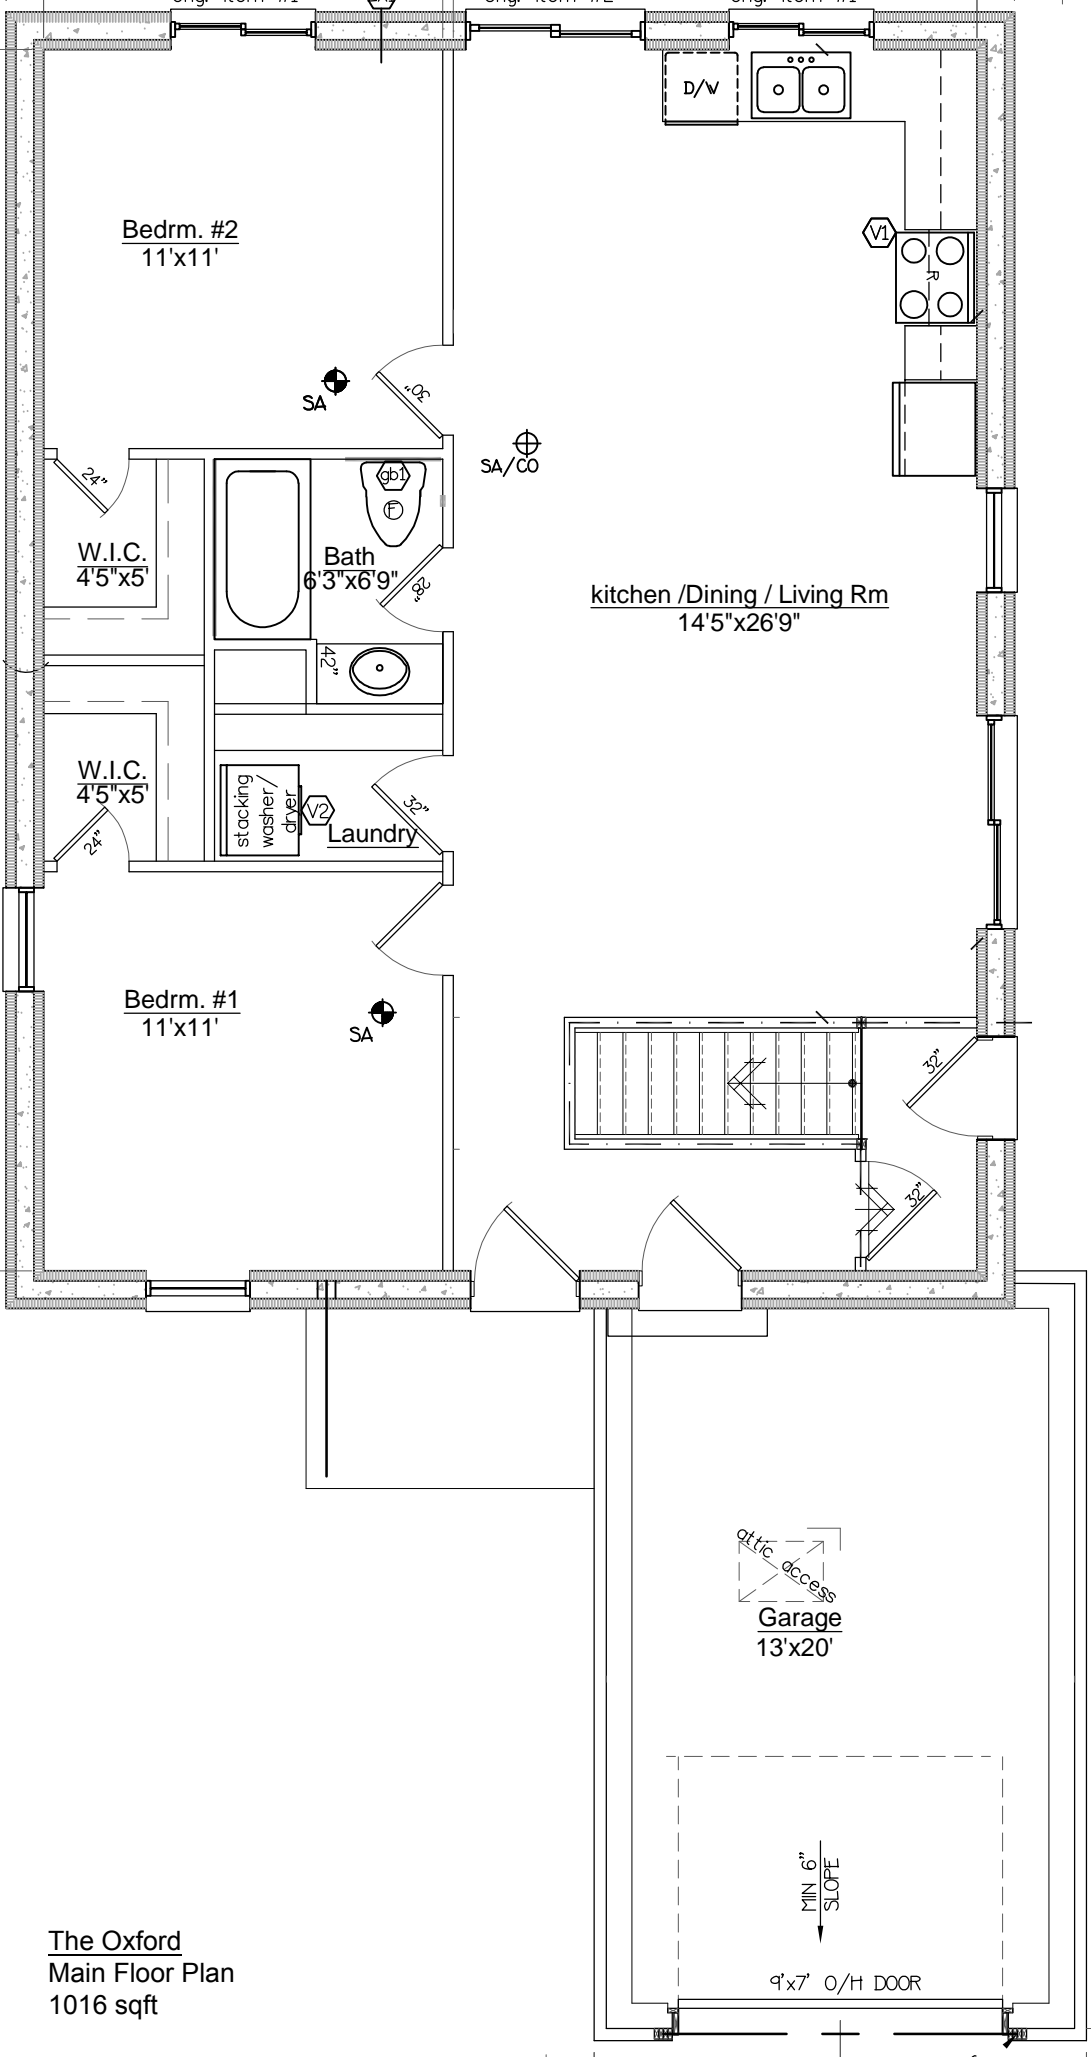 D/W
V1
R
Bedrm. #2
11'x11'
30"
SA
SA/CO
24"
gb1
F
W.I.C.
4'5"x5'
Bath
6'3"x6'9"
28"
42"
kitchen /Dining / Living Rm
14'5"x26'9"
W.I.C.
4'5"x5'
24"
stacking
washer/
dryer
V2
32"
Laundry
Bedrm. #1
11'x11'
SA
32"
32"
attic access
Garage
13'x20'
MIN 6"
SLOPE
9'x7' O/H DOOR
The Oxford
Main Floor Plan
1016 sqft